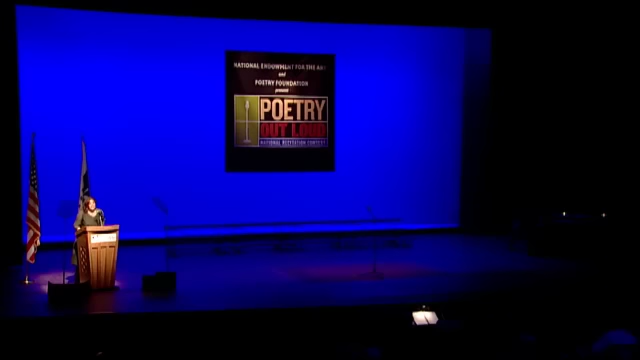 NATIONAL ENDOWMENT FOR THE ARTS
and
POETRY FOUNDATION
present
POETRY
OUT LOUD
NATIONAL RECITATION CONTEST